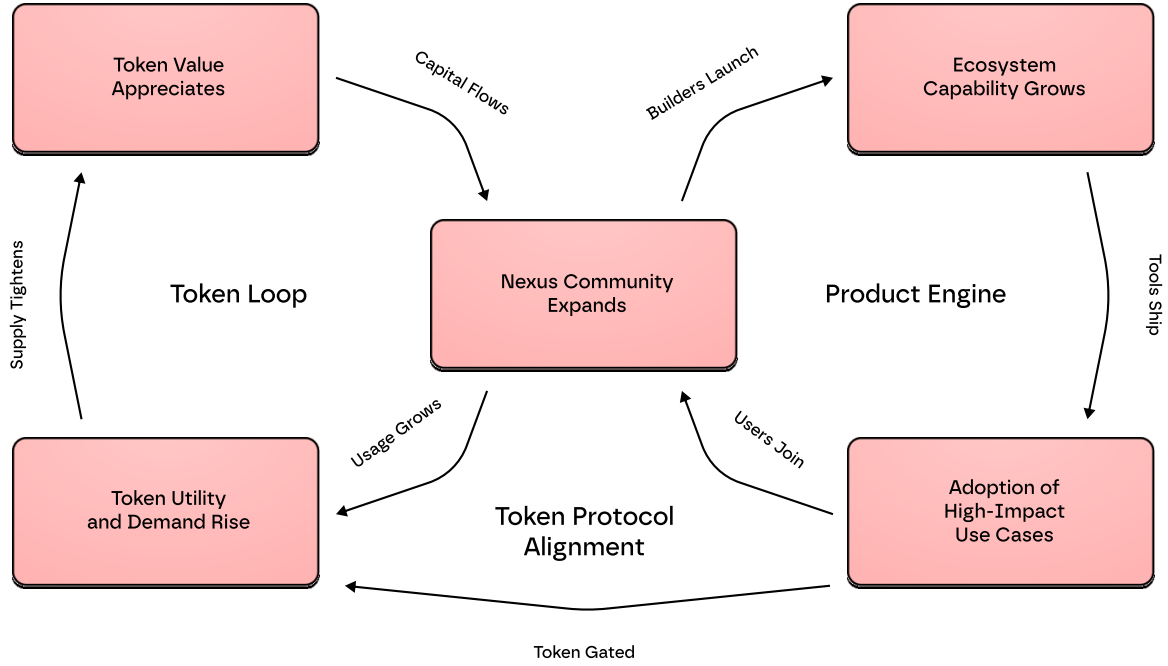 Token Value
Appreciates
Capital Flows
Builders Launch
Ecosystem
Capability Grows
Supply Tightens
Token Loop
Nexus Community
Expands
Product Engine
Tools Ship
Usage Grows
Users Join
Token Utility
and Demand Rise
Token Protocol
Alignment
Adoption of
High-Impact
Use Cases
Token Gated